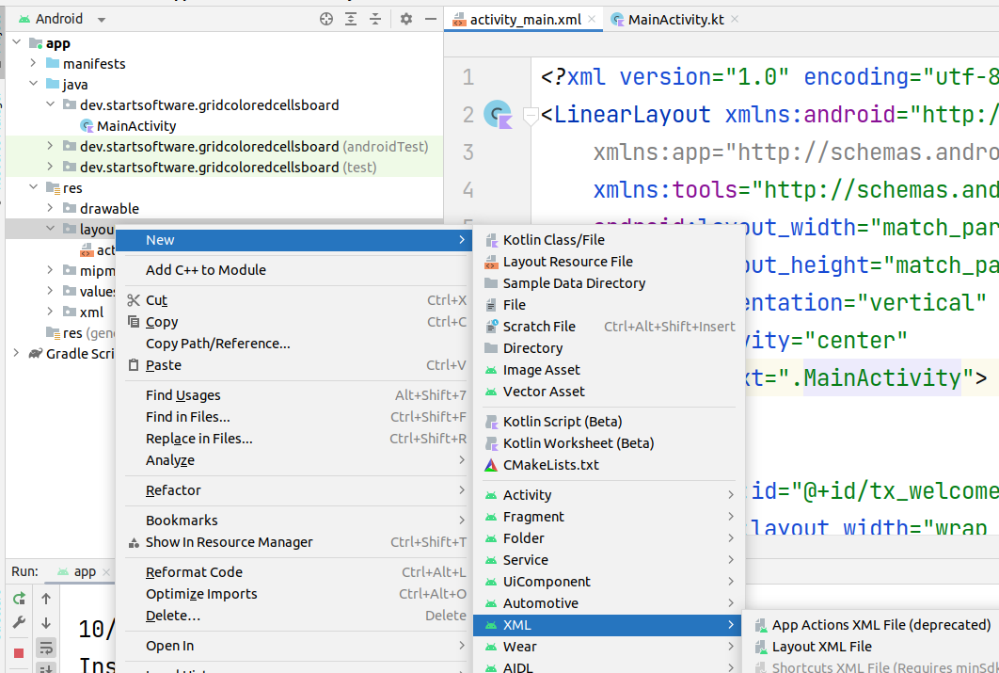 Android
activity_main.xml
MainActivity.kt
app
manifests
java
dev.startsoftware.gridcoloredcellsboard
MainActivity
dev.startsoftware.gridcoloredcellsboard (androidTest)
dev.startsoftware.gridcoloredcellsboard (test)
res
drawable
layou
act
mipm
values
xml
res (gene
Gradle Scri
1 <?xml version="1.0" encoding="utf-8
2 <LinearLayout xmlns:android="http:/
3 xmlns:app="http://schemas.andro
4 xmlns:tools="http://schemas.and
android:layout_width="match_par
out_height="match_pa
entation="vertical"
vity="center"
xt=".MainActivity">
id="@+id/tx_welcome
layout_width="wrap
New
Add C++ to Module
Cut Ctrl+X
Copy Ctrl+C
Copy Path/Reference...
Paste Ctrl+V
Find Usages Alt+Shift+7
Find in Files... Ctrl+Shift+F
Replace in Files... Ctrl+Shift+R
Analyze
Refactor
Bookmarks
Show In Resource Manager Ctrl+Shift+T
Reformat Code Ctrl+Alt+L
Optimize Imports Ctrl+Alt+O
Delete... Delete
Open In
Kotlin Class/File
Layout Resource File
Sample Data Directory
File
Scratch File Ctrl+Alt+Shift+Insert
Directory
Image Asset
Vector Asset
Kotlin Script (Beta)
Kotlin Worksheet (Beta)
CMakeLists.txt
Activity
Fragment
Folder
Service
UiComponent
Automotive
XML
Wear
AIDL
App Actions XML File (deprecated)
Layout XML File
Shortcuts XML File (Requires minSd
Run: app
10/
Ins